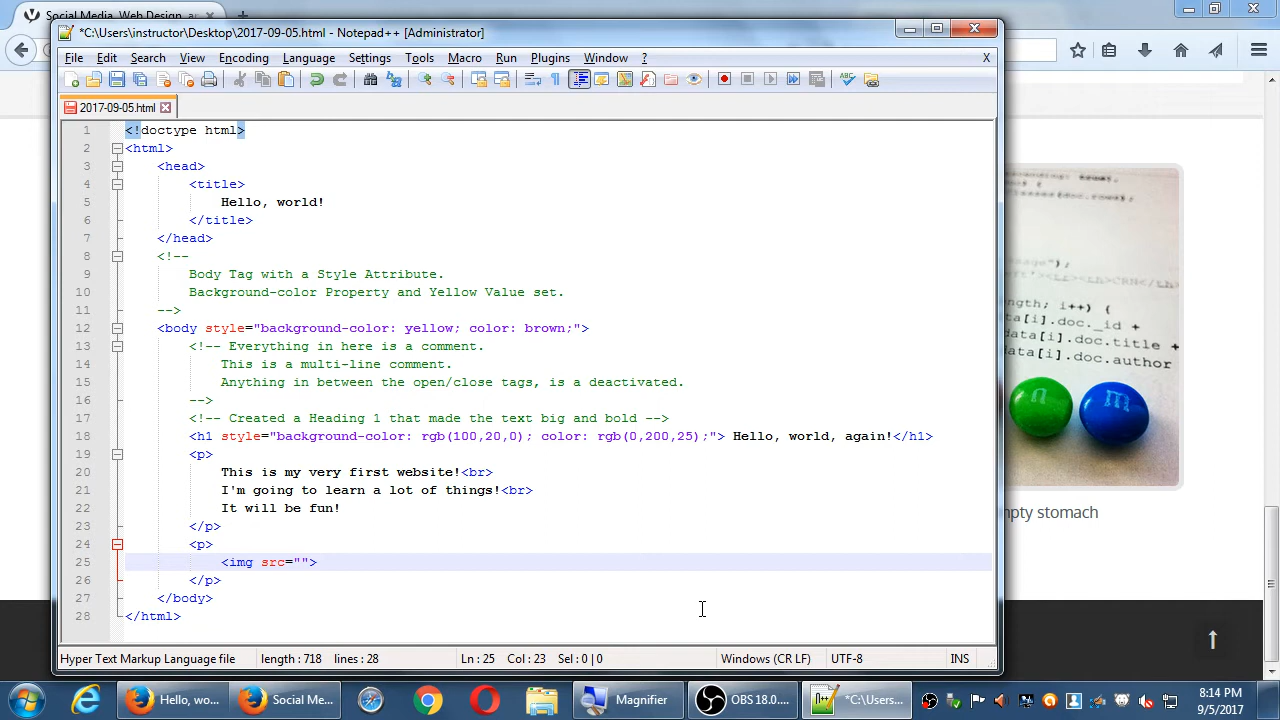 Social Media, Web Design, a
*C:\Users\instructor\Desktop\2017-09-05.html - Notepad++ [Administrator]
File Edit Search View Encoding Language Settings Tools Macro Run Plugins Window ? X
2017-09-05.html
1 <!doctype html>
2 <html>
3 <head>
4 <title>
5 Hello, world!
6 </title>
7 </head>
8 <!--
9 Body Tag with a Style Attribute.
10 Background-color Property and Yellow Value set.
11 -->
12 <body style="background-color: yellow; color: brown;">
13 <!-- Everything in here is a comment.
14 This is a multi-line comment.
15 Anything in between the open/close tags, is a deactivated.
16 -->
17 <!-- Created a Heading 1 that made the text big and bold -->
18 <h1 style="background-color: rgb(100,20,0); color: rgb(0,200,25);"> Hello, world, again!</h1>
19 <p>
20 This is my very first website!<br>
21 I'm going to learn a lot of things!<br>
22 It will be fun!
23 </p>
24 <p>
25 <img src="">
26 </p>
27 </body>
28 </html>
ngth; i++) {
ta[i].doc._id +
data[i].doc.title +
data[i].doc.author
n m
mpty stomach
Hyper Text Markup Language file length : 718 lines : 28 Ln : 25 Col : 23 Sel : 0 | 0 Windows (CR LF) UTF-8 INS
Hello, wo... Social Me... Magnifier OBS 18.0.... *C:\Users... 8:14 PM
9/5/2017